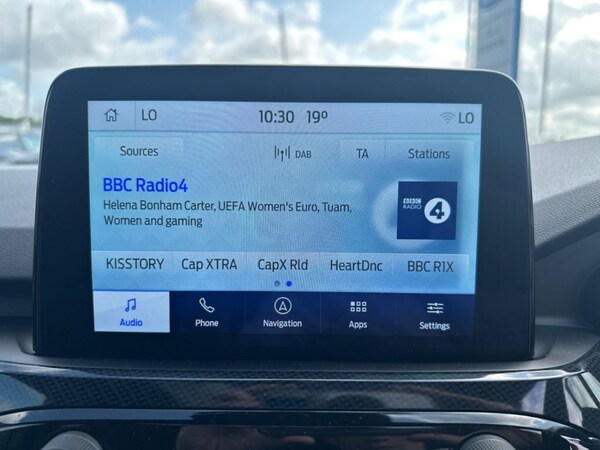 LO 10:30 19º LO
Sources DAB TA Stations
BBC Radio4
Helena Bonham Carter, UEFA Women's Euro, Tuam,
Women and gaming
BBC
RADIO 4
KISSTORY Cap XTRA CapX Rld HeartDnc BBC R1X
Audio Phone Navigation Apps Settings